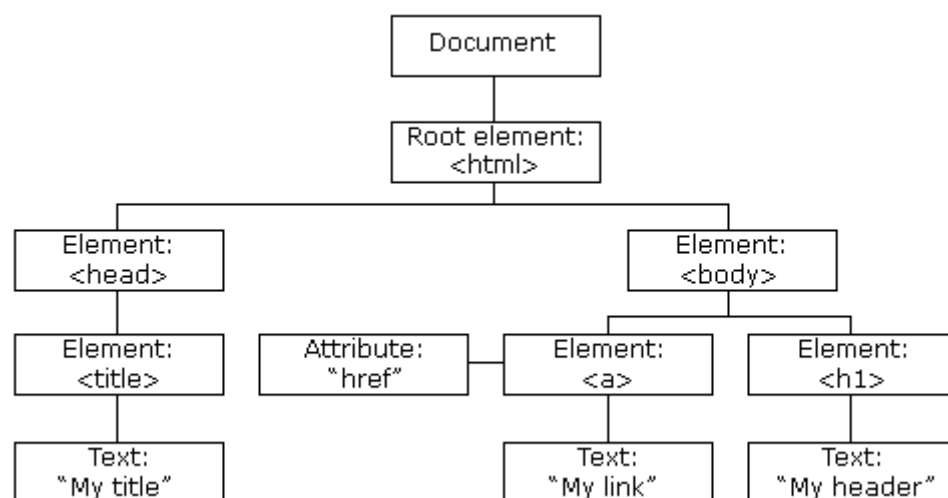 Document
Root element:
<html>
Element:
<head>
Element:
<body>
Element:
<title>
Attribute:
“href”
Element:
<a>
Element:
<h1>
Text:
“My title”
Text:
“My link”
Text:
“My header”